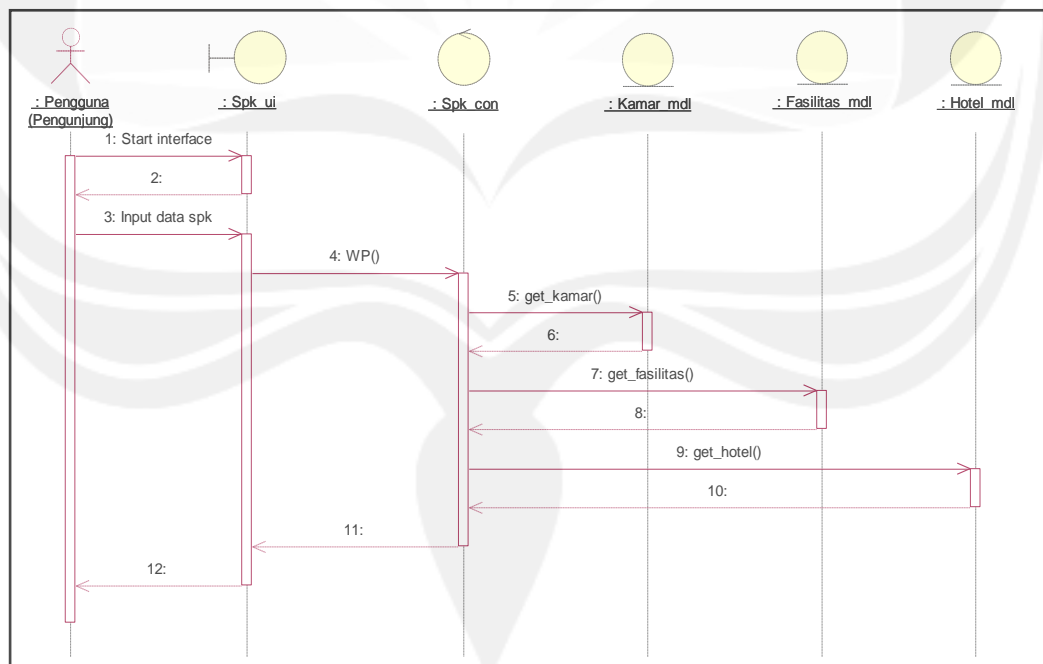 : Pengguna
(Pengunjung)
: Spk_ui
: Spk_con
: Kamar_mdl
: Fasilitas_mdl
: Hotel_mdl
1: Start interface
2:
3: Input data spk
4: WP()
5: get_kamar()
6:
7: get_fasilitas()
8:
9: get_hotel()
10:
11:
12: